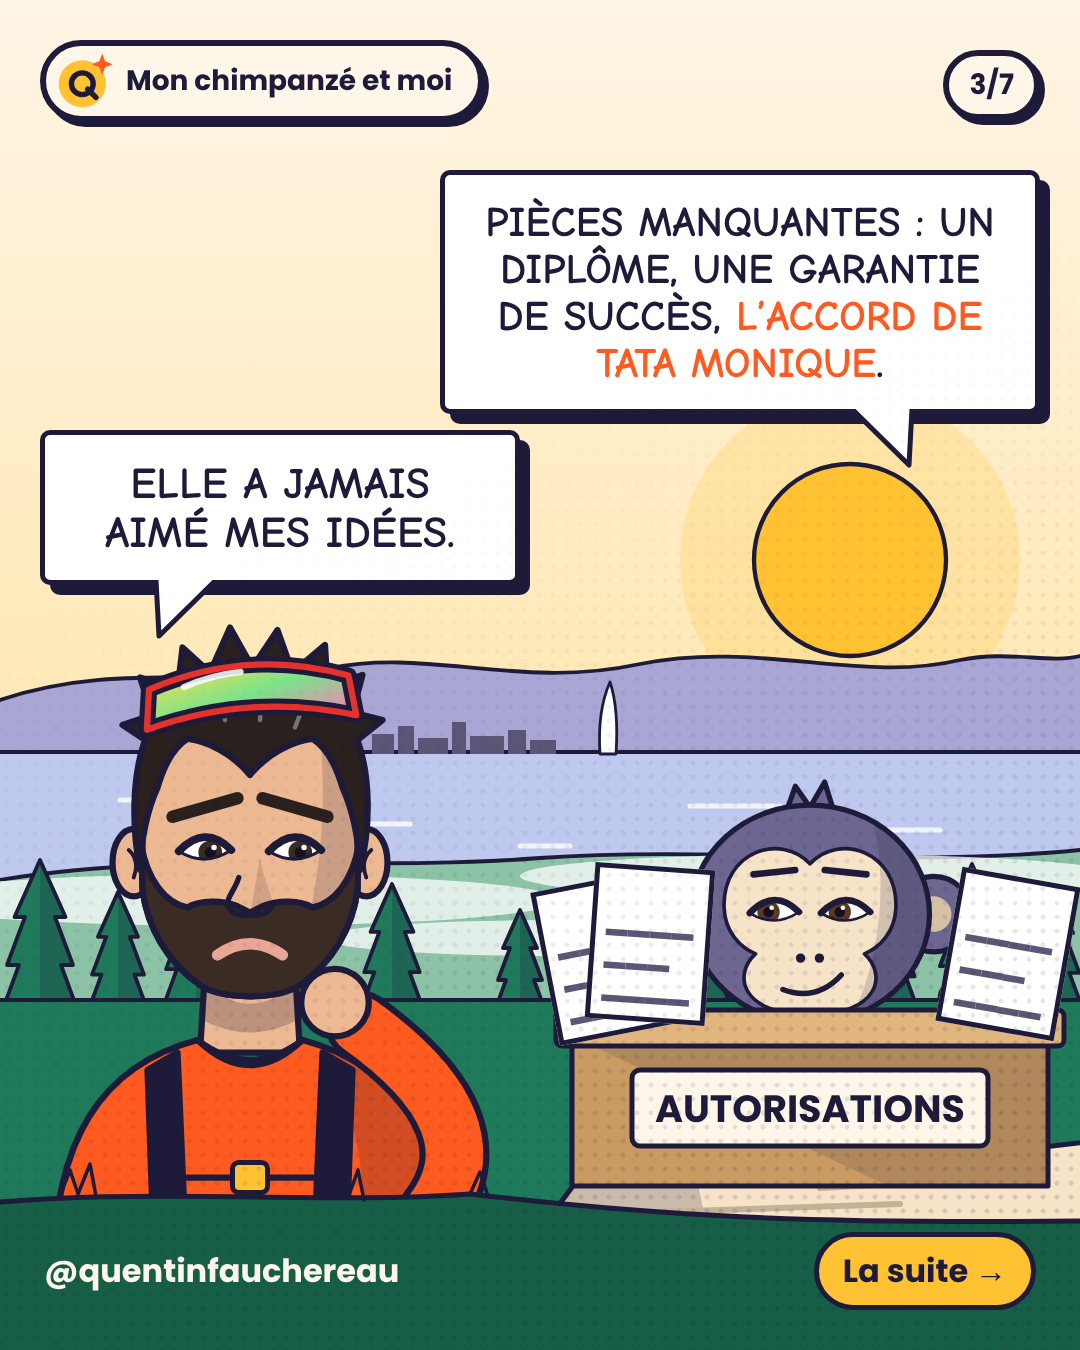 Mon chimpanzé et moi
3/7
PIÈCES MANQUANTES : UN
DIPLÔME, UNE GARANTIE
DE SUCCÈS, L'ACCORD DE
TATA MONIQUE.
ELLE A JAMAIS
AIMÉ MES IDÉES.
AUTORISATIONS
@quentinfauchereau
La suite →